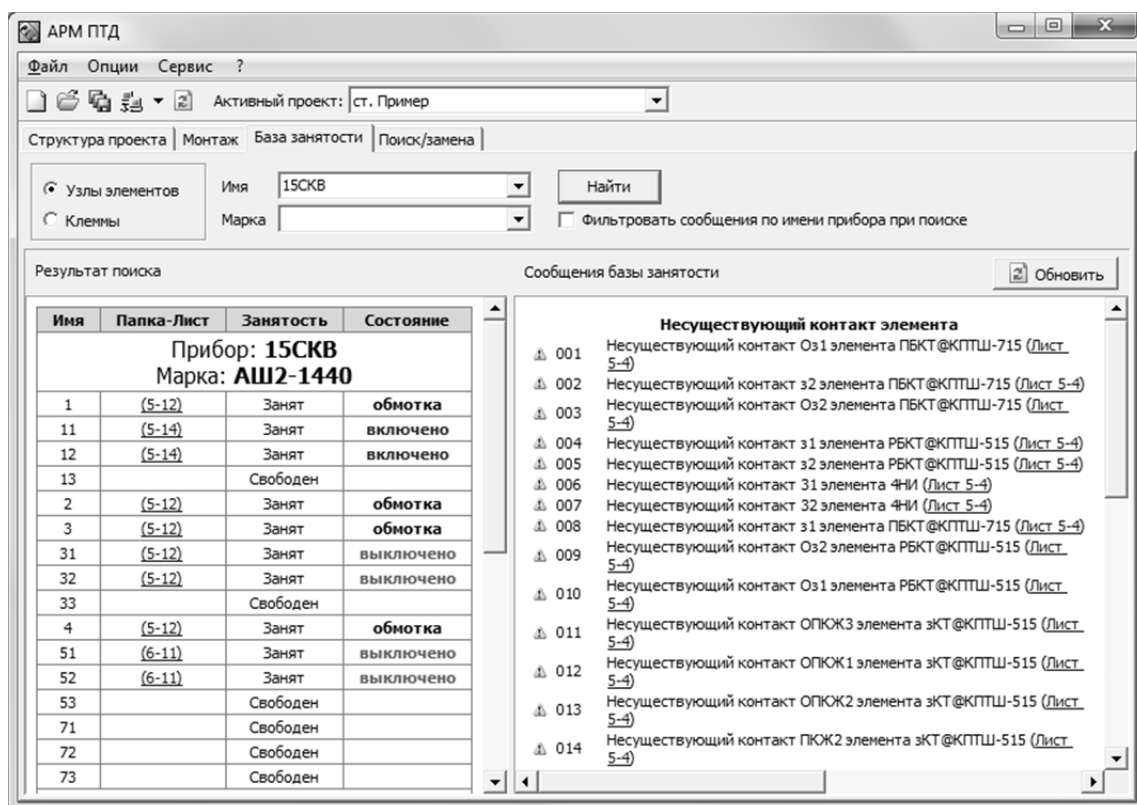 АРМ ПТД
Файл Опции Сервис ?
Активный проект: ст. Пример
Структура проекта Монтаж База занятости Поиск/замена
Узлы элементов Имя 15СКВ Найти
Клеммы Марка Фильтровать сообщения по имени прибора при поиске
Результат поиска Сообщения базы занятости Обновить
Имя Папка-Лист Занятость Состояние
Прибор: 15СКВ
Марка: АШ2-1440
1 (5-12) Занят обмотка
11 (5-14) Занят включено
12 (5-14) Занят включено
13 Свободен
2 (5-12) Занят обмотка
3 (5-12) Занят обмотка
31 (5-12) Занят выключено
32 (5-12) Занят выключено
33 Свободен
4 (5-12) Занят обмотка
51 (6-11) Занят выключено
52 (6-11) Занят выключено
53 Свободен
71 Свободен
72 Свободен
73 Свободен
Несуществующий контакт элемента
001 Несуществующий контакт Оз1 элемента ПБКТ@КПТШ-715 (Лист
5-4)
002 Несуществующий контакт з2 элемента ПБКТ@КПТШ-715 (Лист 5-4)
003 Несуществующий контакт Оз2 элемента ПБКТ@КПТШ-715 (Лист
5-4)
004 Несуществующий контакт з1 элемента РБКТ@КПТШ-515 (Лист 5-4)
005 Несуществующий контакт з2 элемента РБКТ@КПТШ-515 (Лист 5-4)
006 Несуществующий контакт 31 элемента 4НИ (Лист 5-4)
007 Несуществующий контакт 32 элемента 4НИ (Лист 5-4)
008 Несуществующий контакт з1 элемента ПБКТ@КПТШ-715 (Лист 5-4)
009 Несуществующий контакт Оз2 элемента РБКТ@КПТШ-515 (Лист
5-4)
010 Несуществующий контакт Оз1 элемента РБКТ@КПТШ-515 (Лист
5-4)
011 Несуществующий контакт ОПКЖ3 элемента зКТ@КПТШ-515 (Лист
5-4)
012 Несуществующий контакт ОПКЖ1 элемента зКТ@КПТШ-515 (Лист
5-4)
013 Несуществующий контакт ОПКЖ2 элемента зКТ@КПТШ-515 (Лист
5-4)
014 Несуществующий контакт ПКЖ2 элемента зКТ@КПТШ-515 (Лист
5-4)